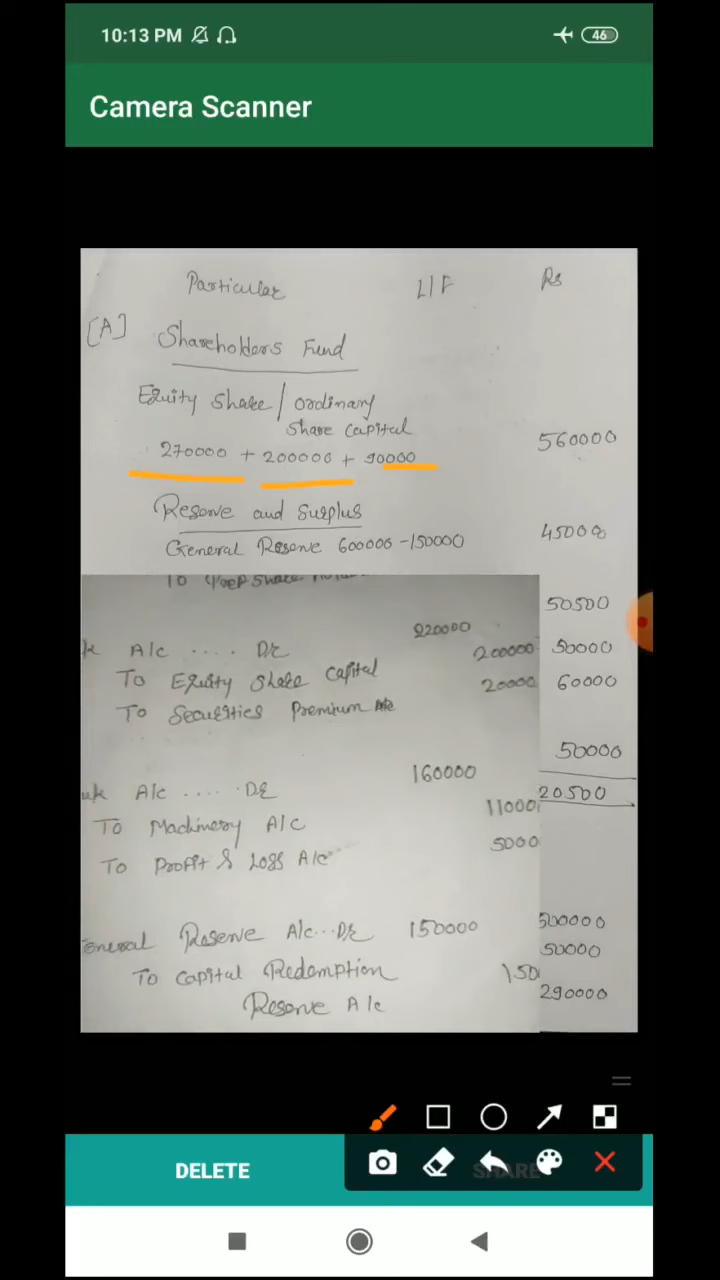 10:13 PM 46
Camera Scanner
Particular L/F Rs
[A] Shareholders Fund
Equity Share / ordinary
Share Capital 560000
270000 + 200000 + 90000
Reserve and Surplus
General Reserve 600000 - 150000 450000
50500
220000
A/c .... Dr 200000 50000
To Equity Share Capital 20000 60000
To Securities Premium A/c
50000
160000
A/c .... Dr 20500
To Machinery A/c 11000
To Profit & Loss A/c 5000
General Reserve A/c...Dr 150000 500000
To Capital Redemption 150 50000
Reserve A/c 290000
DELETE
SHARE